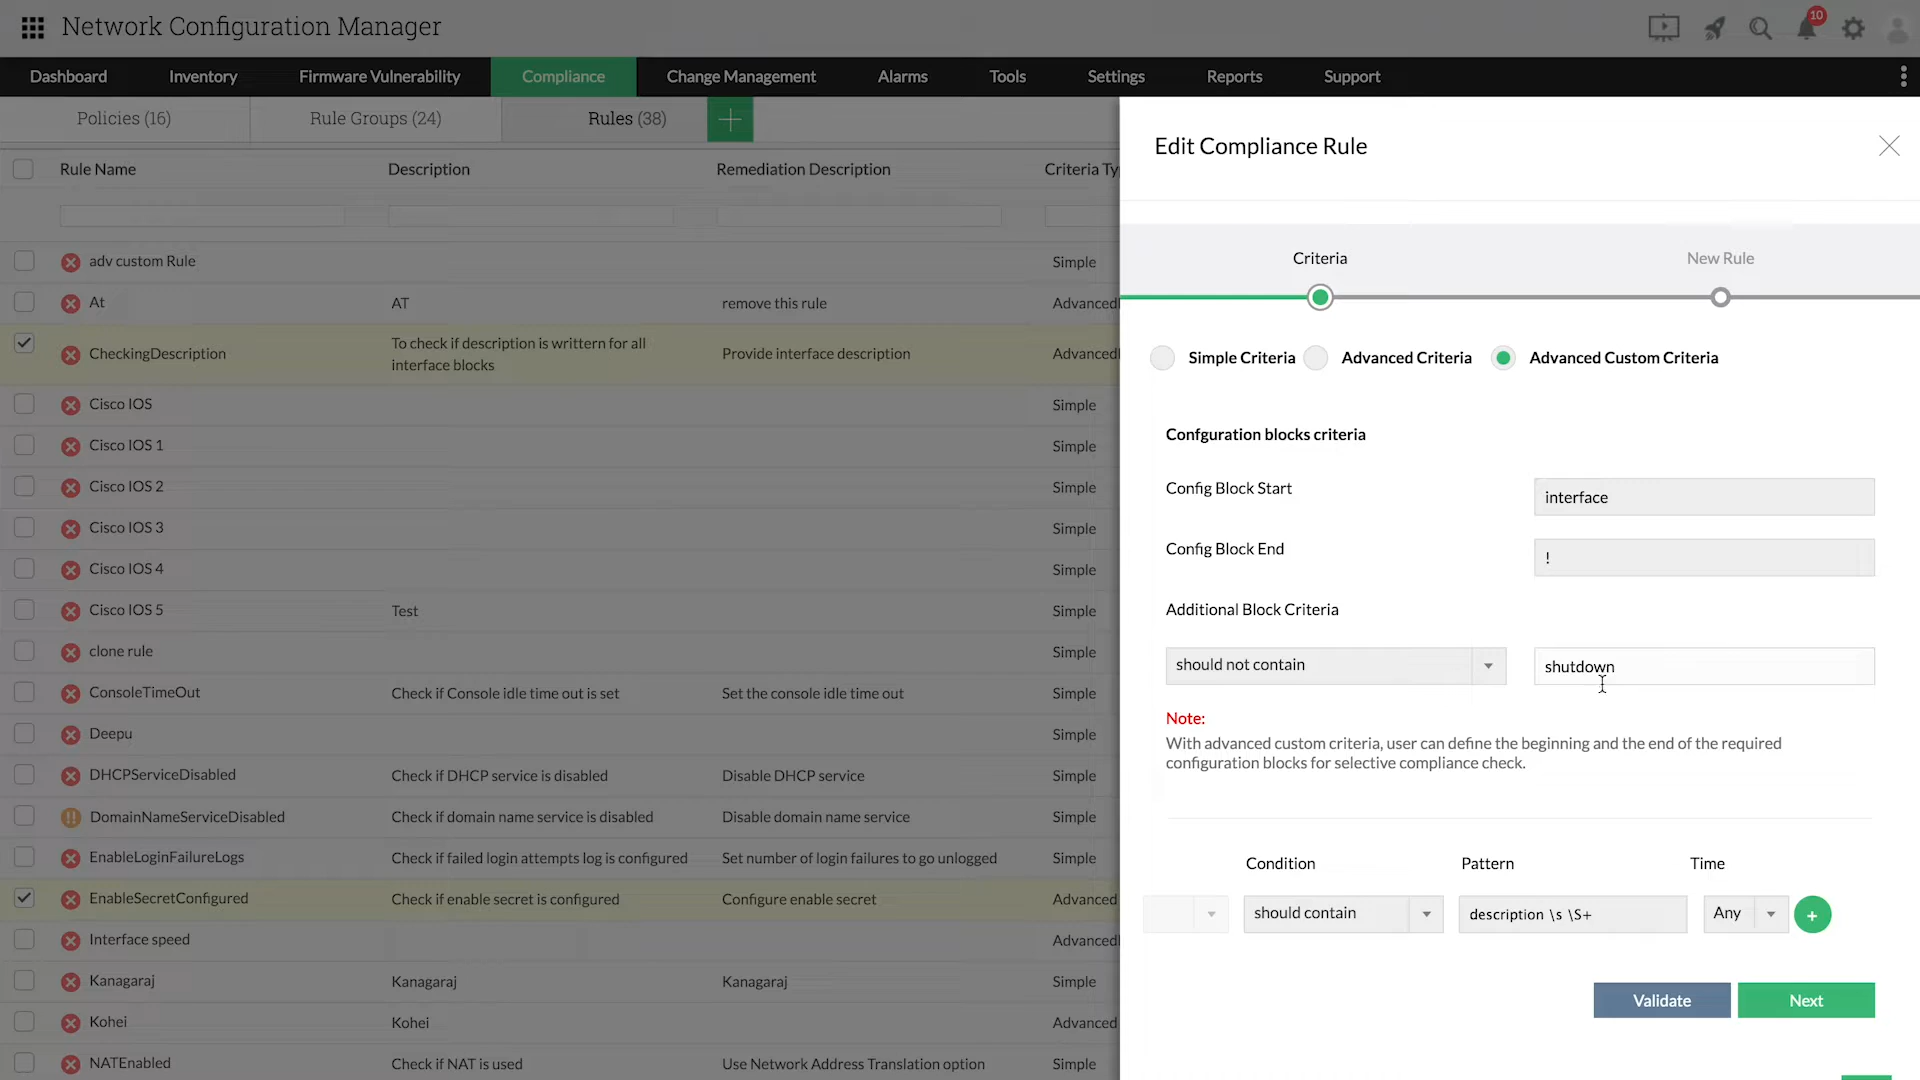 Network Configuration Manager
10
Dashboard Inventory Firmware Vulnerability Compliance Change Management Alarms Tools Settings Reports Support
Policies (16) Rule Groups (24) Rules (38)
Rule Name Description Remediation Description Criteria Ty
adv custom Rule Simple
At AT remove this rule Advanced
CheckingDescription To check if description is writtern for all interface blocks Provide interface description Advanced
Cisco IOS Simple
Cisco IOS 1 Simple
Cisco IOS 2 Simple
Cisco IOS 3 Simple
Cisco IOS 4 Simple
Cisco IOS 5 Test Simple
clone rule Simple
ConsoleTimeOut Check if Console idle time out is set Set the console idle time out Simple
Deepu Simple
DHCPServiceDisabled Check if DHCP service is disabled Disable DHCP service Simple
DomainNameServiceDisabled Check if domain name service is disabled Disable domain name service Simple
EnableLoginFailureLogs Check if failed login attempts log is configured Set number of login failures to go unlogged Simple
EnableSecretConfigured Check if enable secret is configured Configure enable secret Advanced
Interface speed Advanced
Kanagaraj Kanagaraj Kanagaraj Simple
Kohei Kohei Advanced
NATEnabled Check if NAT is used Use Network Address Translation option Simple
Edit Compliance Rule
Criteria New Rule
Simple Criteria Advanced Criteria Advanced Custom Criteria
Confguration blocks criteria
Config Block Start interface
Config Block End !
Additional Block Criteria
should not contain shutdown
Note:
With advanced custom criteria, user can define the beginning and the end of the required
configuration blocks for selective compliance check.
Condition Pattern Time
should contain description \s \S+ Any
Validate Next